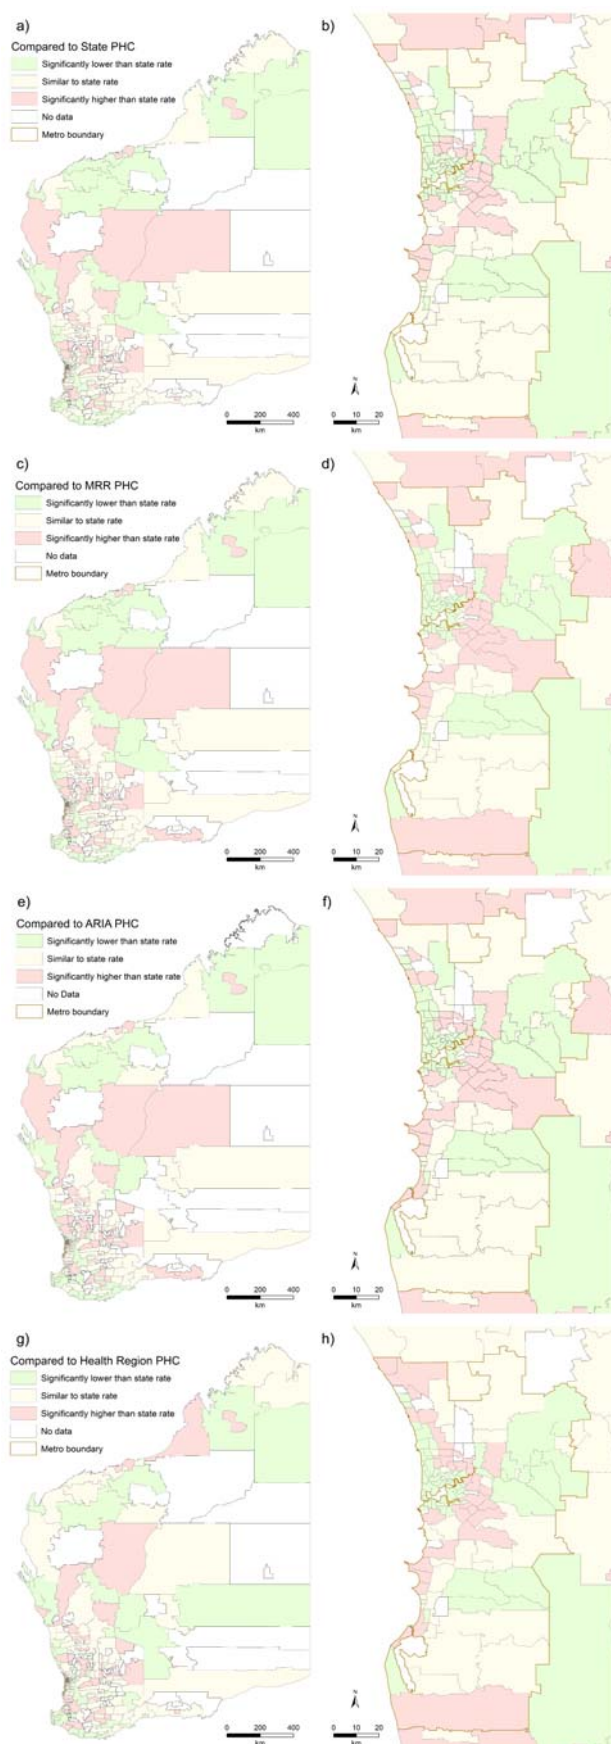 a)
Compared to State PHC
Significantly lower than state rate
Similar to state rate
Significantly higher than state rate
No data
Metro boundary
0 200 400
km
b)
N
0 10 20
km
c)
Compared to MRR PHC
Significantly lower than state rate
Similar to state rate
Significantly higher than state rate
No data
Metro boundary
0 200 400
km
d)
N
0 10 20
km
e)
Compared to ARIA PHC
Significantly lower than state rate
Similar to state rate
Significantly higher than state rate
No Data
Metro boundary
0 200 400
km
f)
N
0 10 20
km
g)
Compared to Health Region PHC
Significantly lower than state rate
Similar to state rate
Significantly higher than state rate
No data
Metro boundary
0 200 400
km
h)
N
0 10 20
km